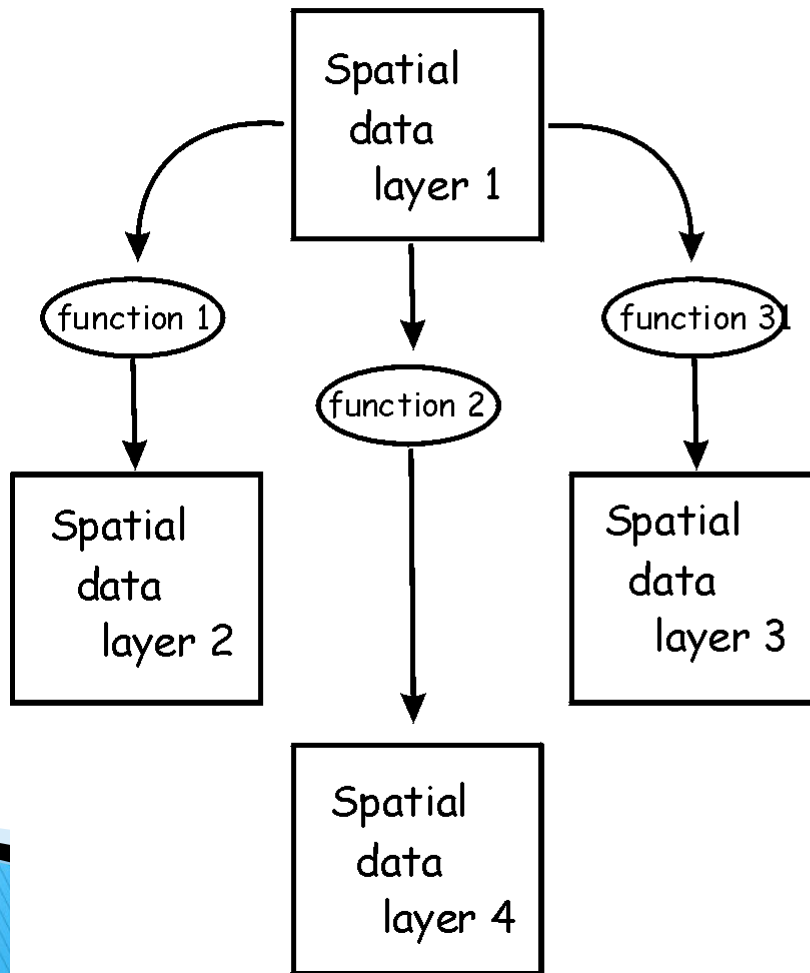 Spatial
data
layer 1
function 1
function 31
function 2
Spatial
data
layer 2
Spatial
data
layer 3
Spatial
data
layer 4